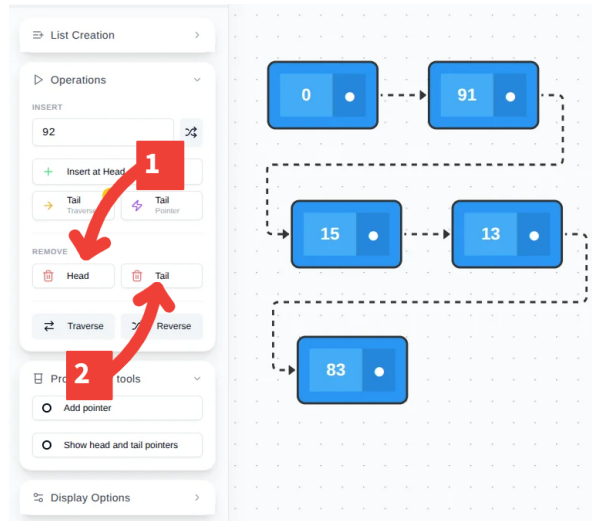 List Creation
Operations
INSERT
92
Insert at Head
1
Tail
Traverse
Tail
Pointer
REMOVE
Head
Tail
Traverse
Reverse
2
tools
Add pointer
Show head and tail pointers
Display Options
0
91
15
13
83